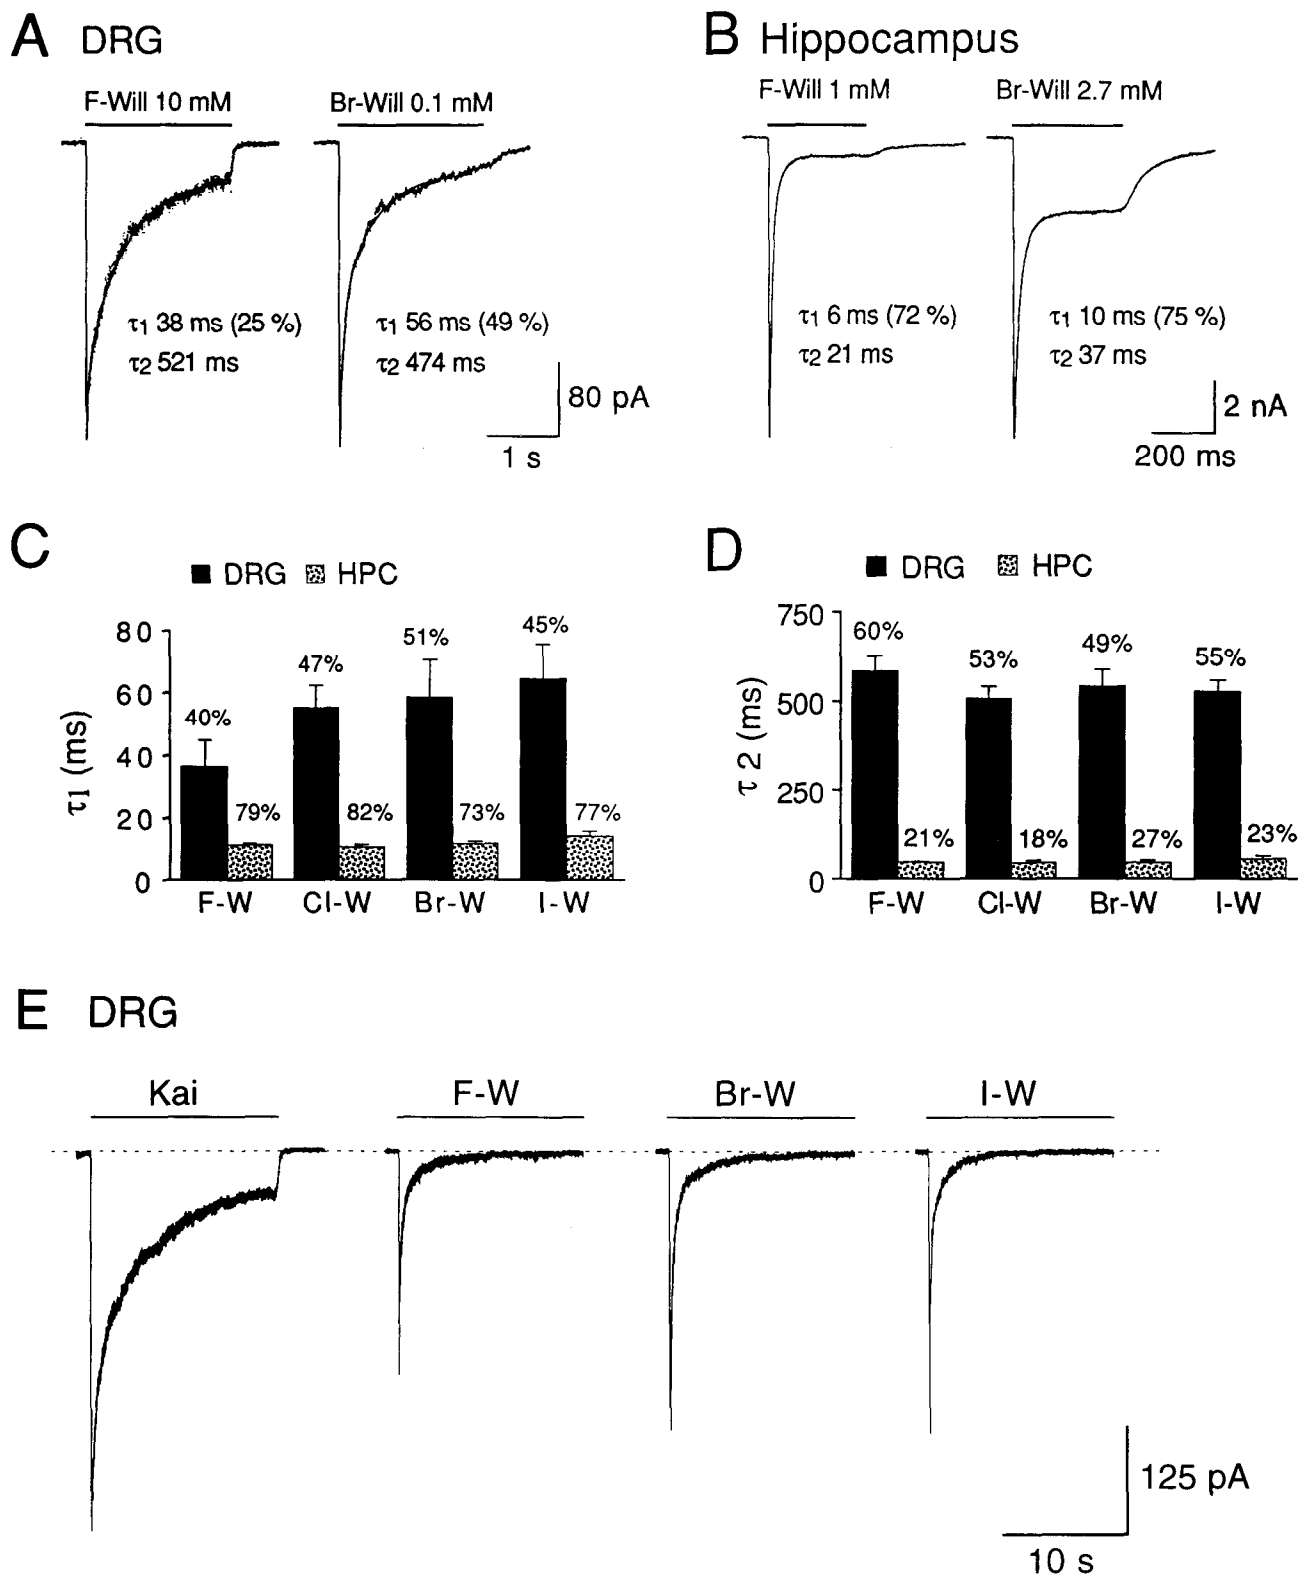 A DRG
F-Will 10 mM
Br-Will 0.1 mM
τ1 38 ms (25 %)
τ2 521 ms
τ1 56 ms (49 %)
τ2 474 ms
80 pA
1 s
B Hippocampus
F-Will 1 mM
Br-Will 2.7 mM
τ1 6 ms (72 %)
τ2 21 ms
τ1 10 ms (75 %)
τ2 37 ms
2 nA
200 ms
C
DRG HPC
τ1 (ms)
80
60
40
20
0
40%
79%
47%
82%
51%
73%
45%
77%
F-W Cl-W Br-W I-W
D
DRG HPC
τ 2 (ms)
750
500
250
0
60%
21%
53%
18%
49%
27%
55%
23%
F-W Cl-W Br-W I-W
E DRG
Kai F-W Br-W I-W
125 pA
10 s